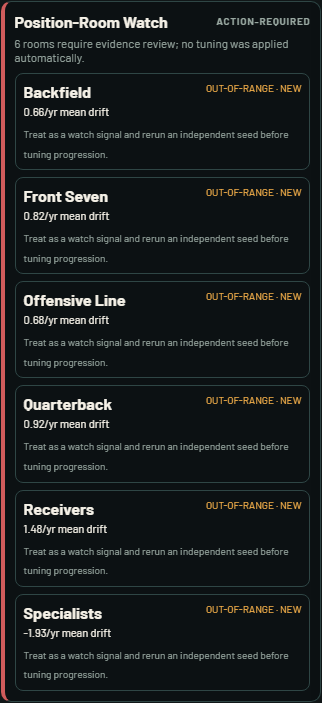 Position-Room Watch
ACTION-REQUIRED
6 rooms require evidence review; no tuning was applied
automatically.
Backfield
OUT-OF-RANGE · NEW
0.66/yr mean drift
Treat as a watch signal and rerun an independent seed before
tuning progression.
Front Seven
OUT-OF-RANGE · NEW
0.82/yr mean drift
Treat as a watch signal and rerun an independent seed before
tuning progression.
Offensive Line
OUT-OF-RANGE · NEW
0.68/yr mean drift
Treat as a watch signal and rerun an independent seed before
tuning progression.
Quarterback
OUT-OF-RANGE · NEW
0.92/yr mean drift
Treat as a watch signal and rerun an independent seed before
tuning progression.
Receivers
OUT-OF-RANGE · NEW
1.48/yr mean drift
Treat as a watch signal and rerun an independent seed before
tuning progression.
Specialists
OUT-OF-RANGE · NEW
-1.93/yr mean drift
Treat as a watch signal and rerun an independent seed before
tuning progression.